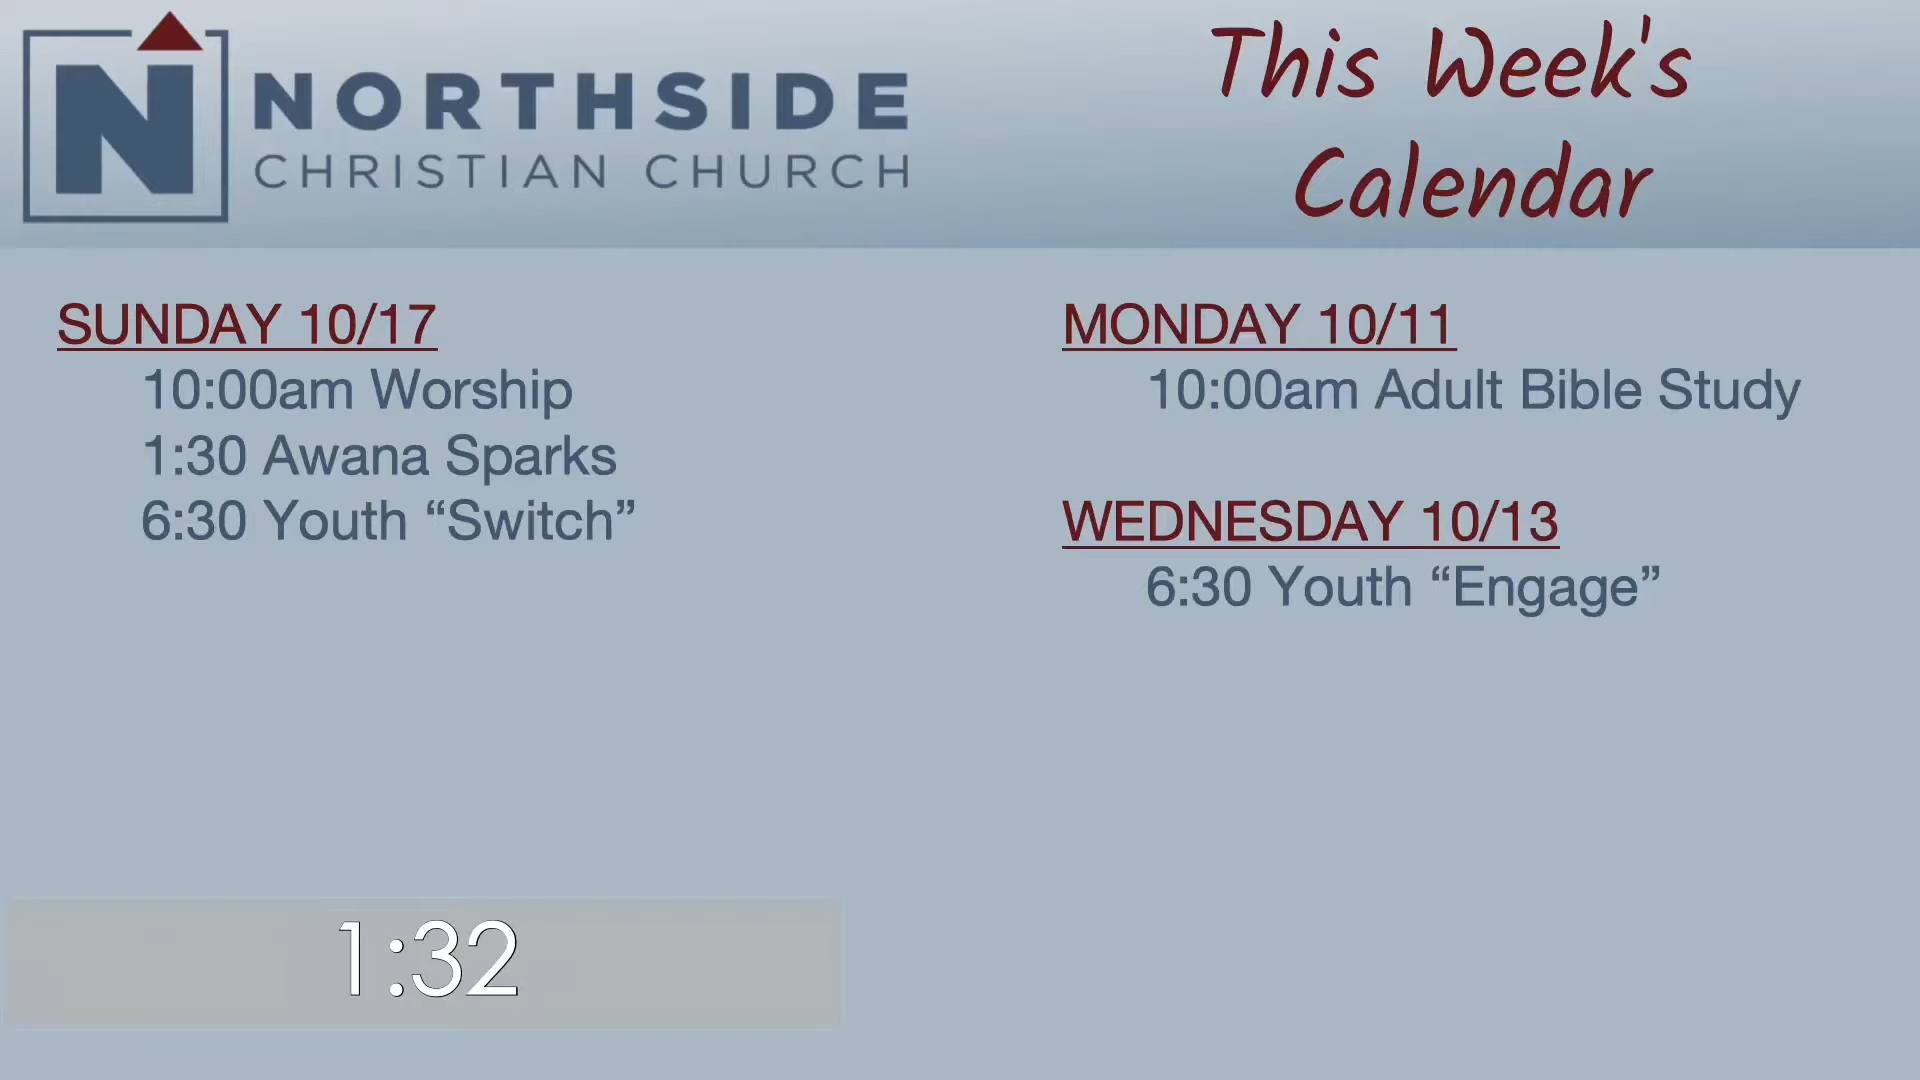 N NORTHSIDE
CHRISTIAN CHURCH
This Week's
Calendar
SUNDAY 10/17
10:00am Worship
1:30 Awana Sparks
6:30 Youth “Switch”
MONDAY 10/11
10:00am Adult Bible Study
WEDNESDAY 10/13
6:30 Youth “Engage”
1:32